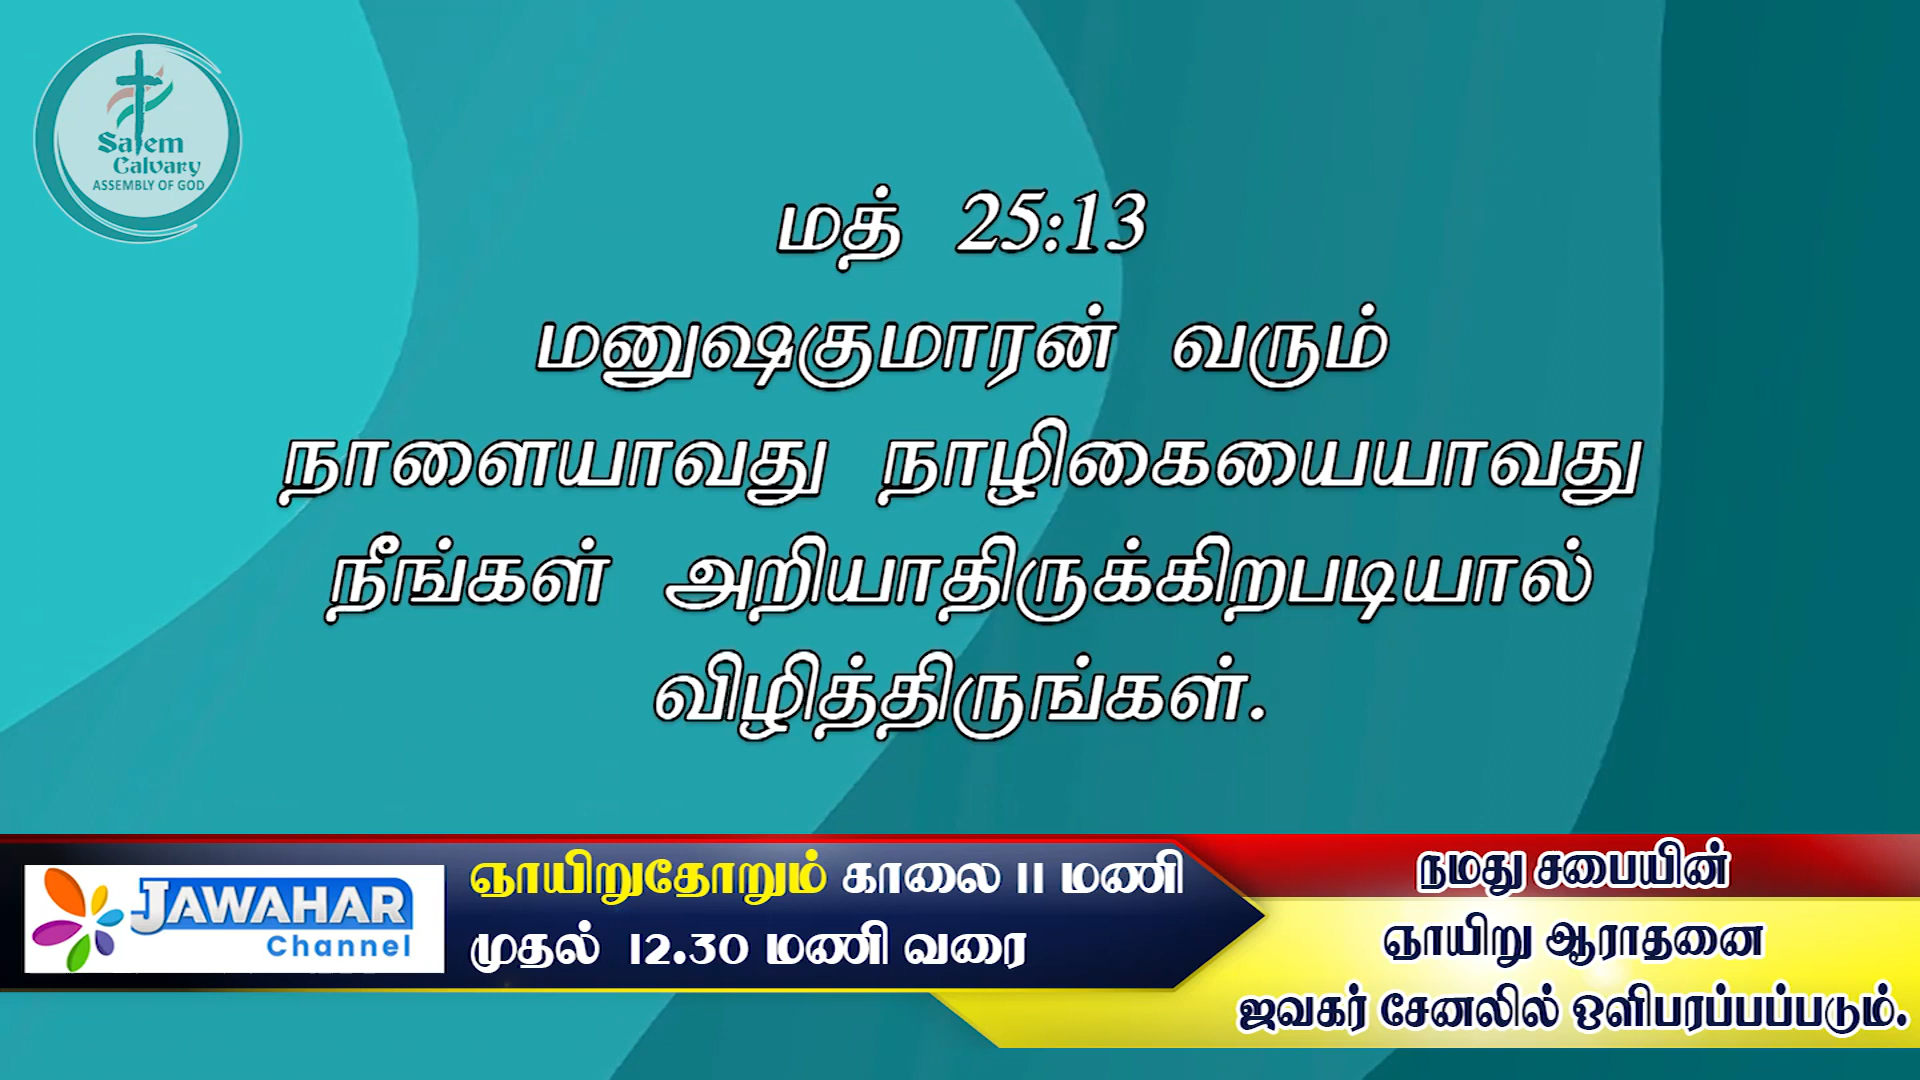 Salem
Calvary
ASSEMBLY OF GOD
மத் 25:13
மனுஷகுமாரன் வரும்
நாளையாவது நாழிகையையாவது
நீங்கள் அறியாதிருக்கிறபடியால்
விழித்திருங்கள்.
JAWAHAR
Channel
ஞாயிறுதோறும் காலை 11 மணி
முதல் 12.30 மணி வரை
நமது சபையின்
ஞாயிறு ஆராதனை
ஜவகர் சேனலில் ஒளிபரப்பப்படும்.